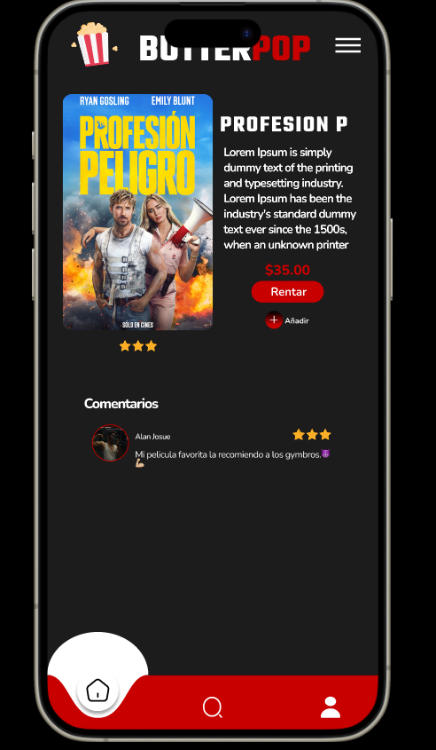 BUTTERPOP
RYAN GOSLING EMILY BLUNT
PROFESIÓN
PELIGRO
SÓLO EN CINES
PROFESION P
Lorem Ipsum is simply
dummy text of the printing
and typesetting industry.
Lorem Ipsum has been the
industry's standard dummy
text ever since the 1500s,
when an unknown printer
$35.00
Rentar
+ Añadir
Comentarios
Alan Josue
Mi pelicula favorita la recomiendo a los gymbros.😈
💪🏼